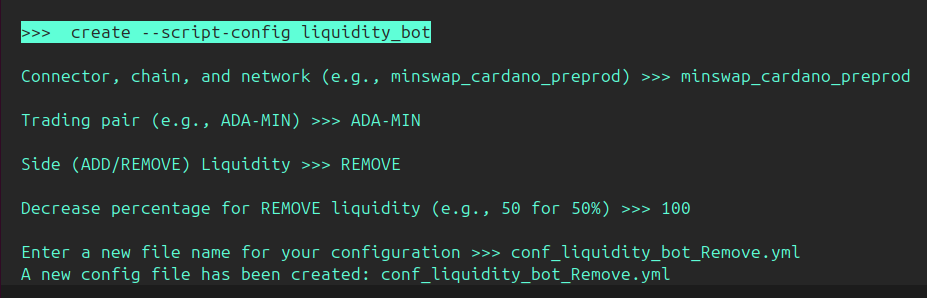 >>>  create --script-config liquidity_bot
Connector, chain, and network (e.g., minswap_cardano_preprod) >>> minswap_cardano_preprod
Trading pair (e.g., ADA-MIN) >>> ADA-MIN
Side (ADD/REMOVE) Liquidity >>> REMOVE
Decrease percentage for REMOVE liquidity (e.g., 50 for 50%) >>> 100
Enter a new file name for your configuration >>> conf_liquidity_bot_Remove.yml
A new config file has been created: conf_liquidity_bot_Remove.yml